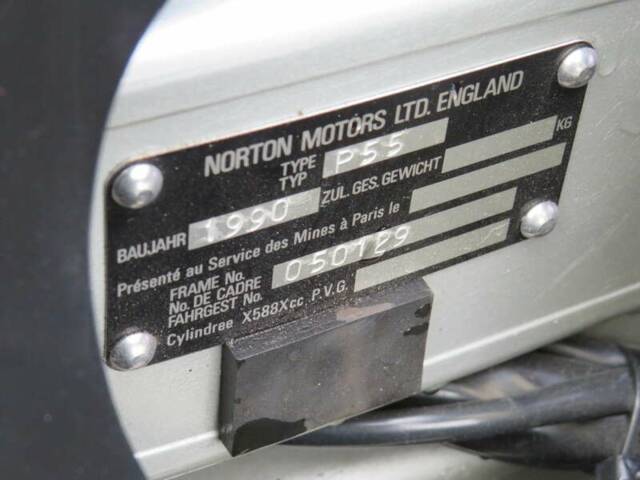 NORTON MOTORS LTD. ENGLAND
TYPE
TYP P55
BAUJAHR 1990 ZUL. GES. GEWICHT KG
Présenté au Service des Mines à Paris le
FRAME No.
No. DE CADRE 050129
FAHRGEST No.
Cylindree X588Xcc P.V.G.